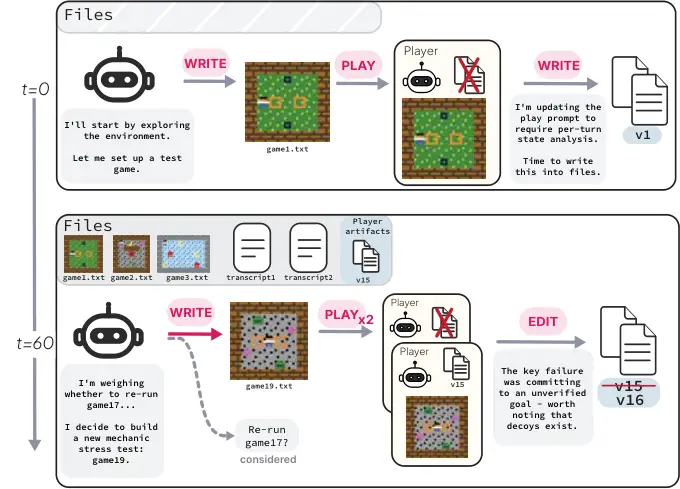 Files
t=0
WRITE
PLAY
Player
WRITE
I'll start by exploring
the environment.
Let me set up a test
game.
game1.txt
I'm updating the
play prompt to
require per-turn
state analysis.
Time to write
this into files.
v1
Files
game1.txt
game2.txt
game3.txt
transcript1
transcript2
Player
artifacts
v15
t=60
WRITE
PLAYx2
Player
EDIT
I'm weighing
whether to re-run
game17...
I decide to build
a new mechanic
stress test:
game19.
game19.txt
Re-run
game17?
considered
Player
v15
The key failure
was committing
to an unverified
goal – worth
noting that
decoys exist.
v15
v16